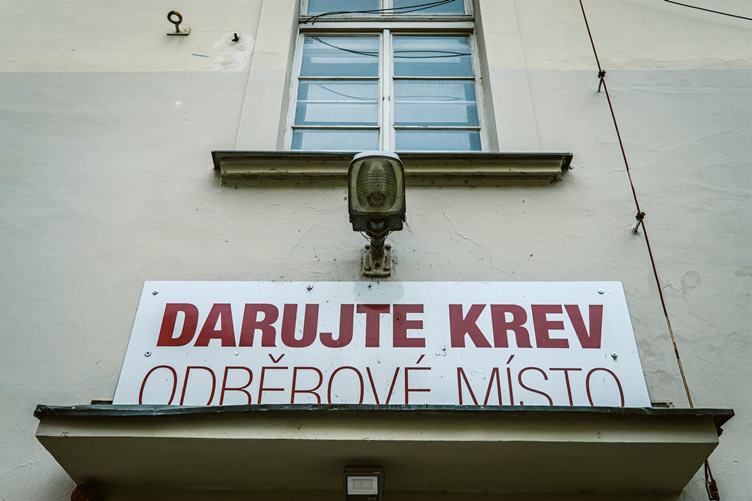 DARUJTE KREV
ODBĚROVÉ MÍSTO